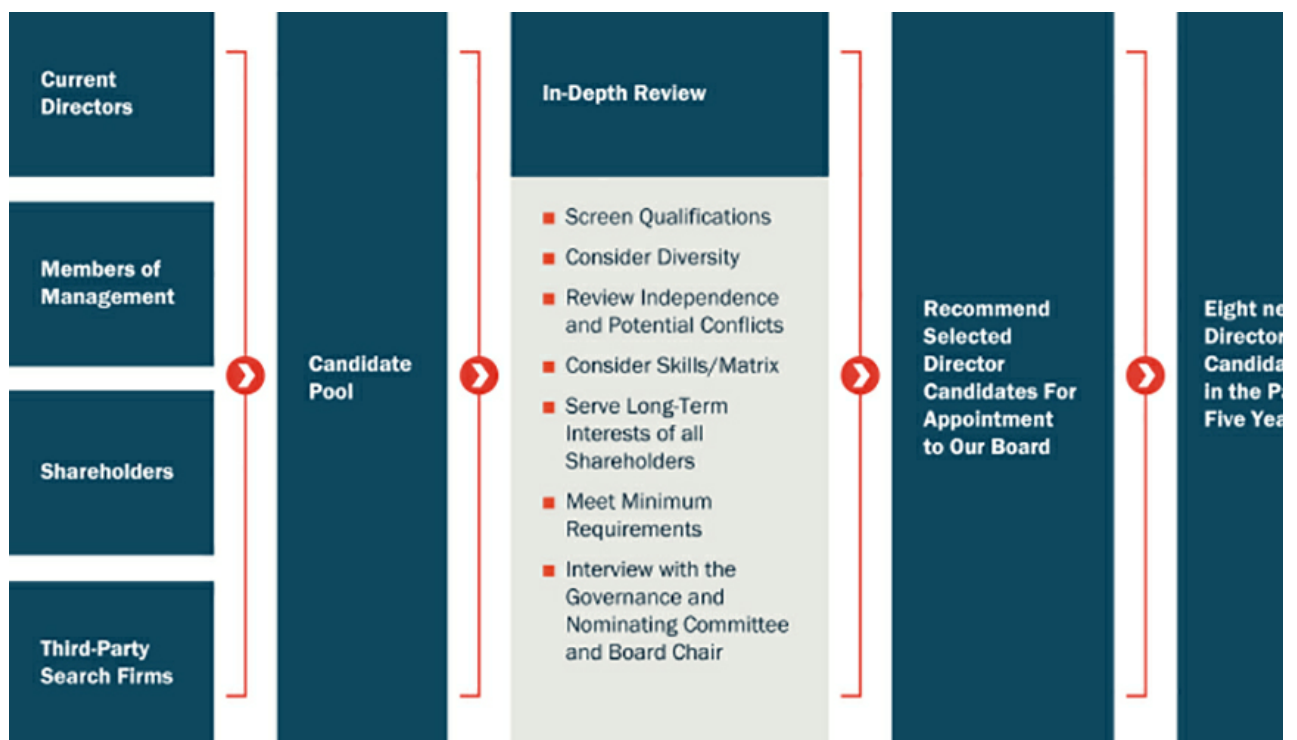 Current
Directors
Members of
Management
Shareholders
Third-Party
Search Firms
Candidate
Pool
In-Depth Review
Screen Qualifications
Consider Diversity
Review Independence
and Potential Conflicts
Consider Skills/Matrix
Serve Long-Term
Interests of all
Shareholders
Meet Minimum
Requirements
Interview with the
Governance and
Nominating Committee
and Board Chair
Recommend
Selected
Director
Candidates For
Appointment
to Our Board
Eight
Director
in the
Five